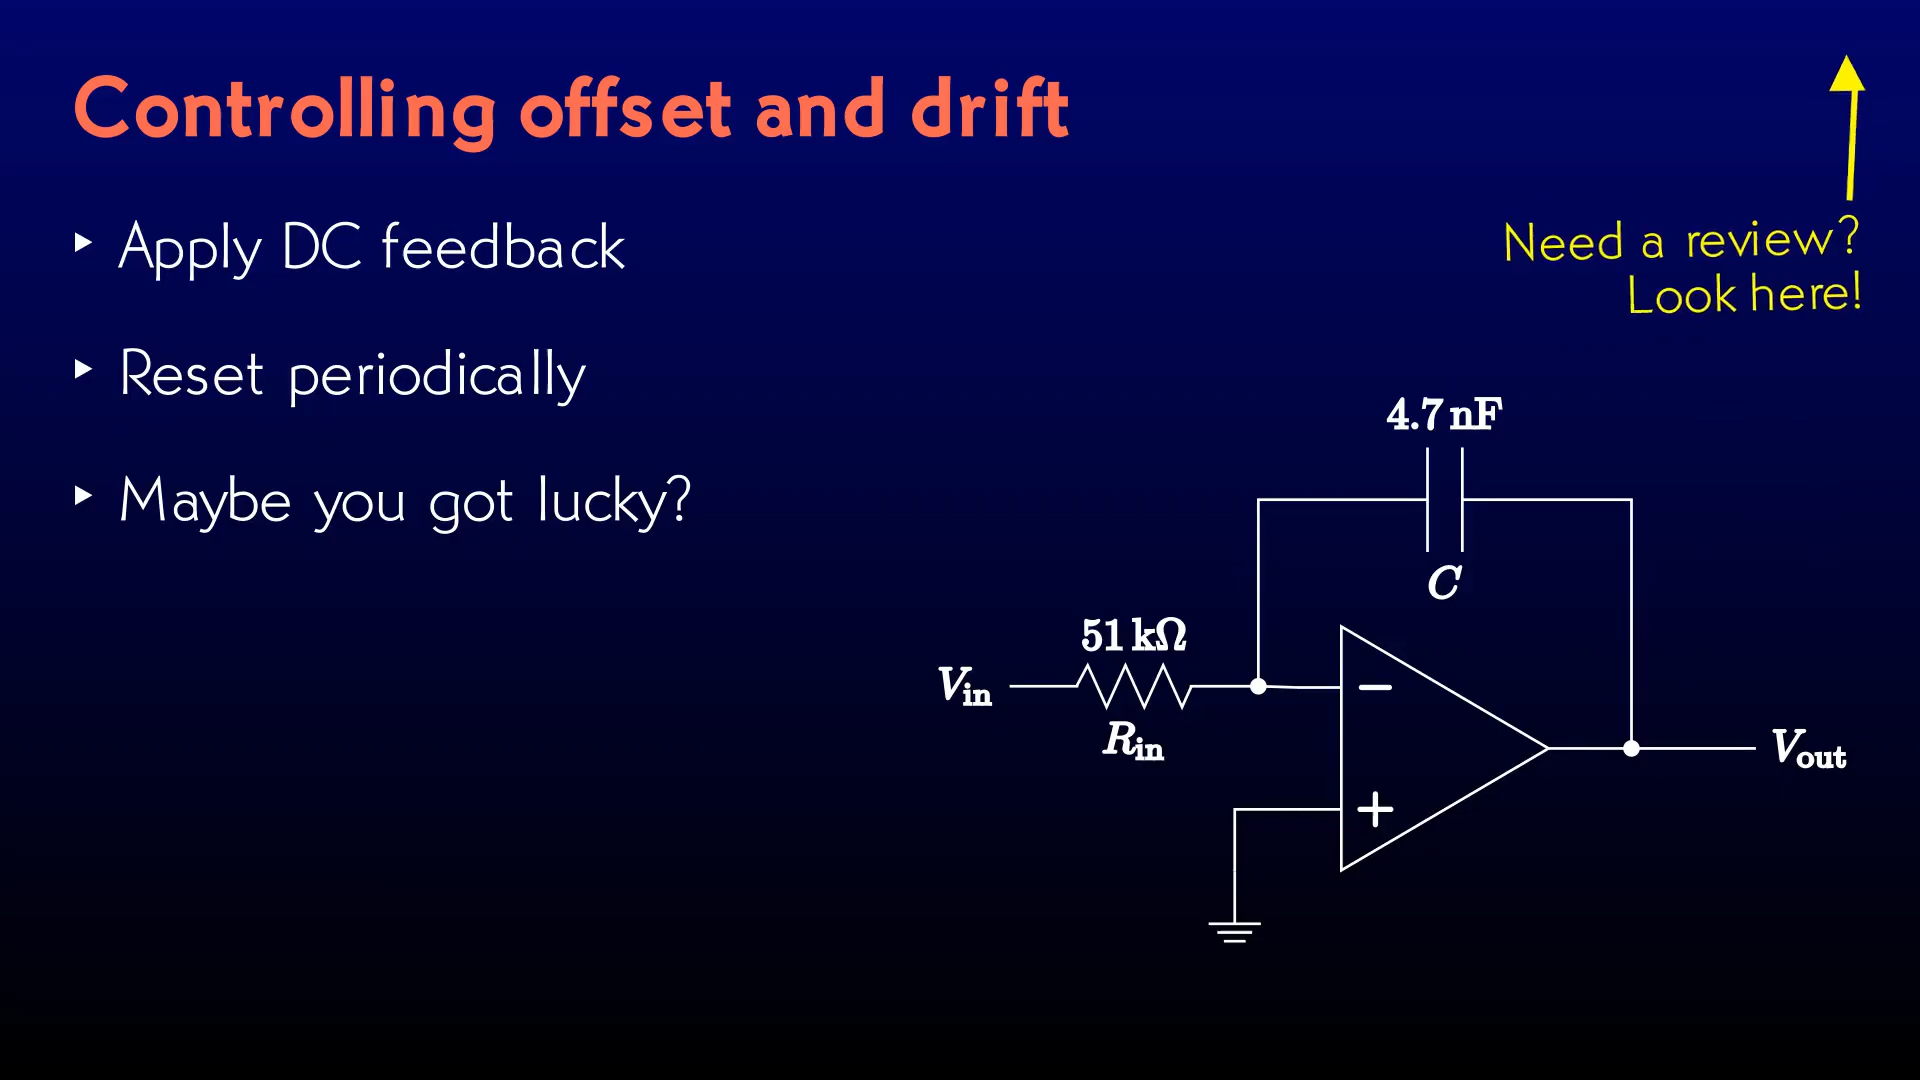 Controlling offset and drift
Apply DC feedback
Reset periodically
Maybe you got lucky?
Need a review?
Look here!
4.7 nF
C
51 kΩ
Vin
Rin
Vout